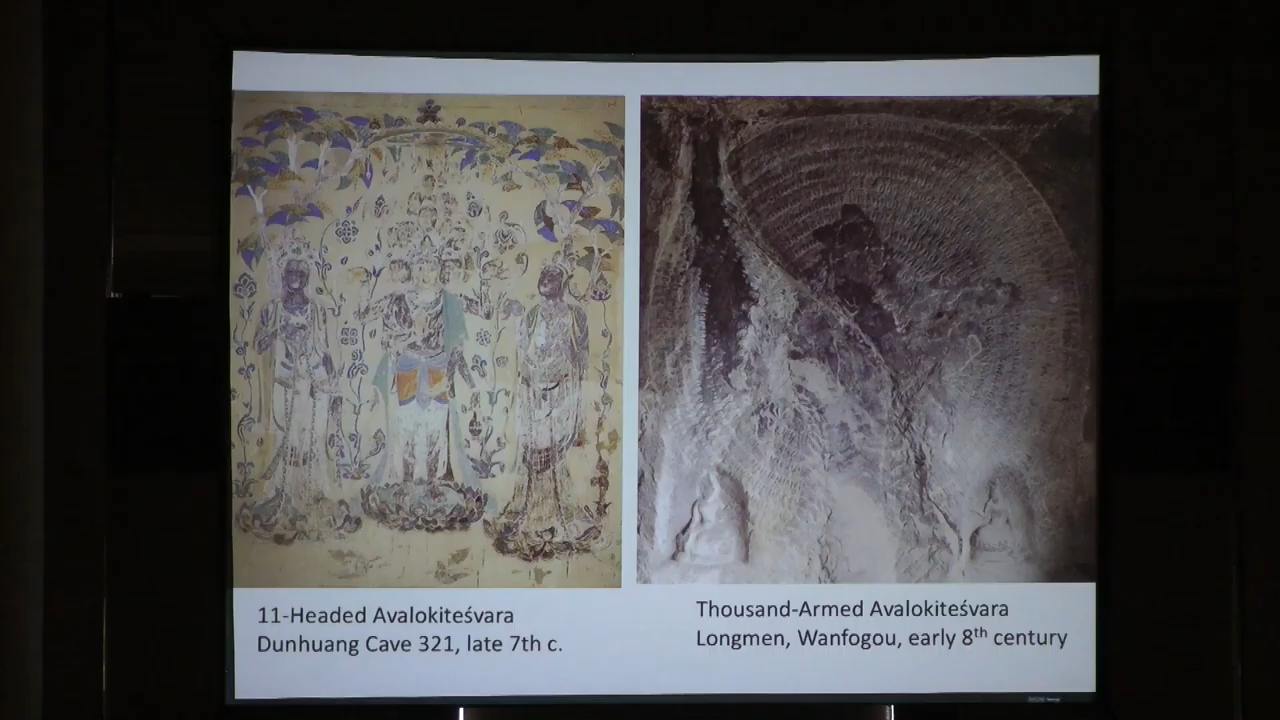 11-Headed Avalokiteśvara
Dunhuang Cave 321, late 7th c.
Thousand-Armed Avalokiteśvara
Longmen, Wanfogou, early 8th century